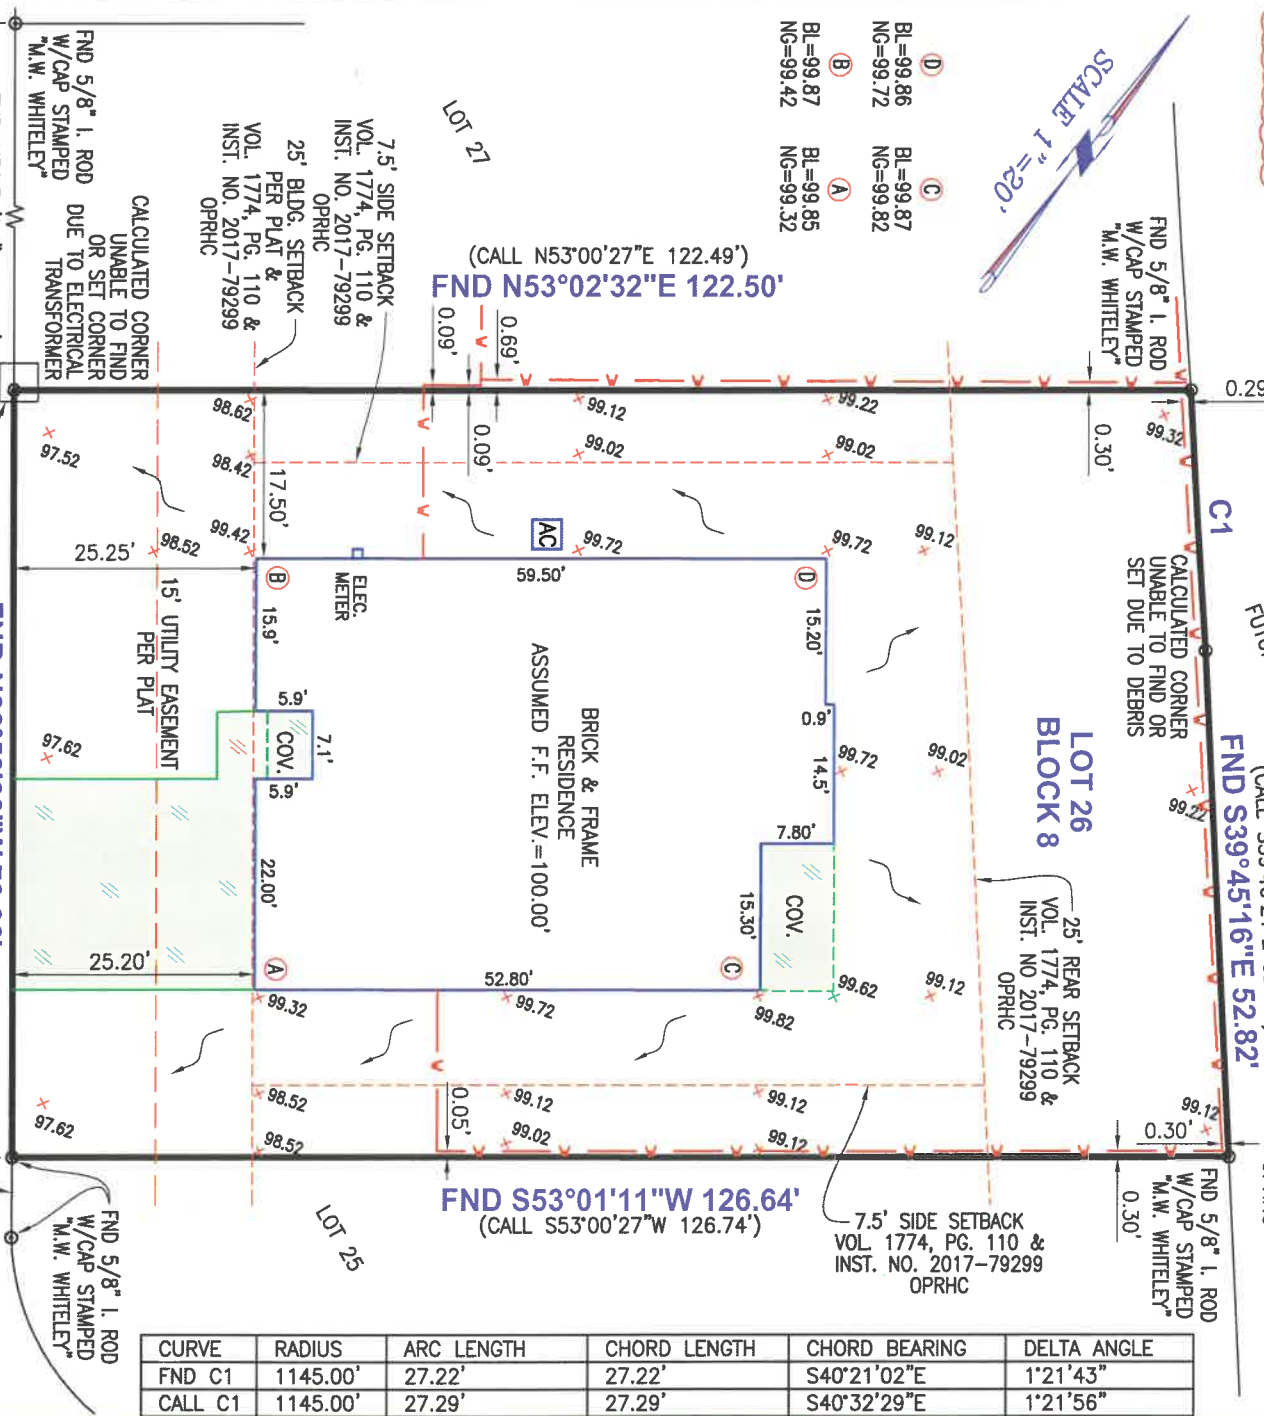 SCALE 1"=20'
D
BL=99.86
NG=99.72
C
BL=99.87
NG=99.82
B
BL=99.87
NG=99.42
A
BL=99.85
NG=99.32
FND 5/8" I. ROD
W/CAP STAMPED
"M.W. WHITELEY"
FND 5/8" I. ROD
W/CAP STAMPED
"M.W. WHITELEY"
LOT 27
7.5' SIDE SETBACK
VOL. 1774, PG. 110 &
INST. NO. 2017-79299
OPRHC
25' BLDG. SETBACK
PER PLAT &
VOL. 1774, PG. 110 &
INST. NO. 2017-79299
OPRHC
CALCULATED CORNER
UNABLE TO FIND
OR SET CORNER
DUE TO ELECTRICAL
TRANSFORMER
(CALL N53°00'27"E 122.49')
FND N53°02'32"E 122.50'
0.09'
0.69'
0.09'
0.30'
0.29
98.62
99.12
99.22
99.32
97.52
98.42
99.02
99.02
17.50'
99.42
98.52
99.72
99.72
99.12
C1
CALCULATED CORNER
UNABLE TO FIND OR
SET DUE TO DEBRIS
25.25'
AC
59.50'
B
D
ELEC.
METER
15.9'
15.20'
15' UTILITY EASEMENT
PER PLAT
5.9'
7.1'
COV.
5.9'
0.9'
14.5'
99.72
99.02
97.62
BRICK & FRAME
RESIDENCE
ASSUMED F.F. ELEV.=100.00'
LOT 26
BLOCK 8
FND S39°45'16"E 52.82'
99.22
7.80'
COV.
15.30'
22.00'
25.20'
A
C
52.80'
99.32
99.72
99.82
99.62
99.12
25' REAR SETBACK
VOL. 1774, PG. 110 &
INST. NO 2017-79299
OPRHC
98.52
99.12
99.12
99.12
97.62
98.52
99.02
99.12
0.05'
0.30'
0.30'
FND S53°01'11"W 126.64'
(CALL S53°00'27"W 126.74')
LOT 25
7.5' SIDE SETBACK
VOL. 1774, PG. 110 &
INST. NO. 2017-79299
OPRHC
FND 5/8" I. ROD
W/CAP STAMPED
"M.W. WHITELEY"
FND 5/8" I. ROD
W/CAP STAMPED
"M.W. WHITELEY"
CURVE RADIUS ARC LENGTH CHORD LENGTH CHORD BEARING DELTA ANGLE
FND C1 1145.00' 27.22' 27.22' S40°21'02"E 1°21'43"
CALL C1 1145.00' 27.29' 27.29' S40°32'29"E 1°21'56"